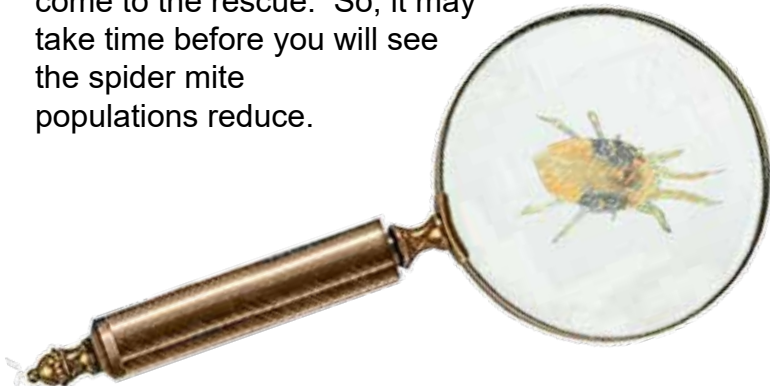 come to the rescue. So, it may
take time before you will see
the spider mite
populations reduce.